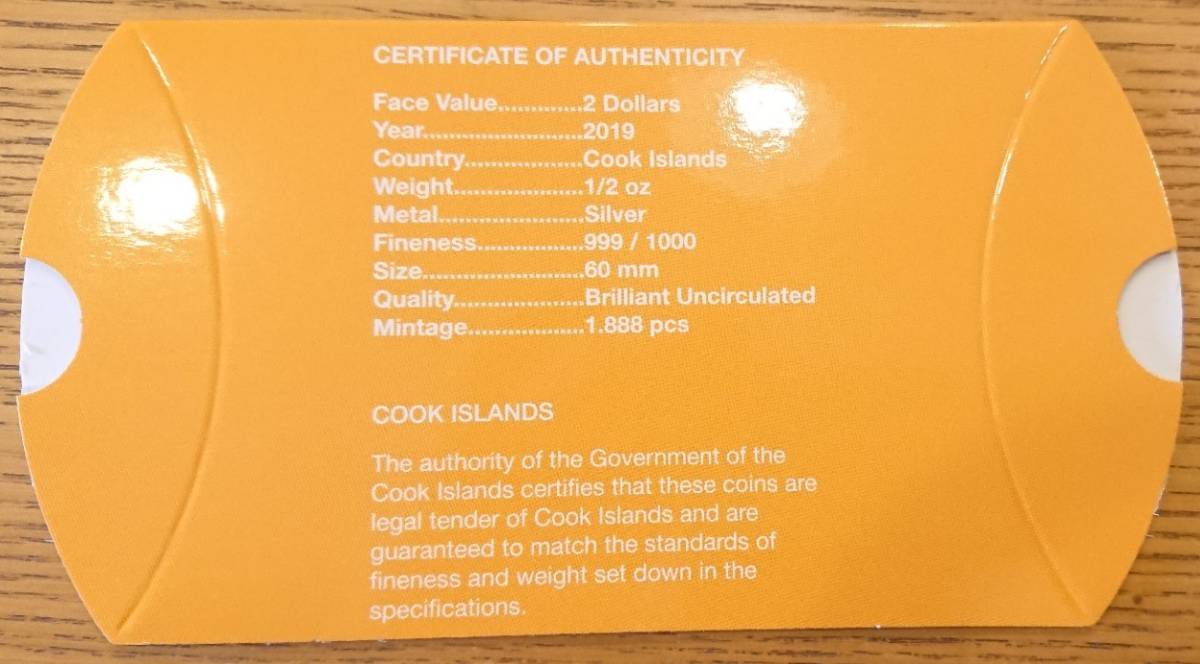 CERTIFICATE OF AUTHENTICITY
Face Value.............2 Dollars
Year........................2019
Country..................Cook Islands
Weight....................1/2 oz
Metal......................Silver
Fineness................999 / 1000
Size........................60 mm
Quality....................Brilliant Uncirculated
Mintage..................1.888 pcs
COOK ISLANDS
The authority of the Government of the
Cook Islands certifies that these coins are
legal tender of Cook Islands and are
guaranteed to match the standards of
fineness and weight set down in the
specifications.